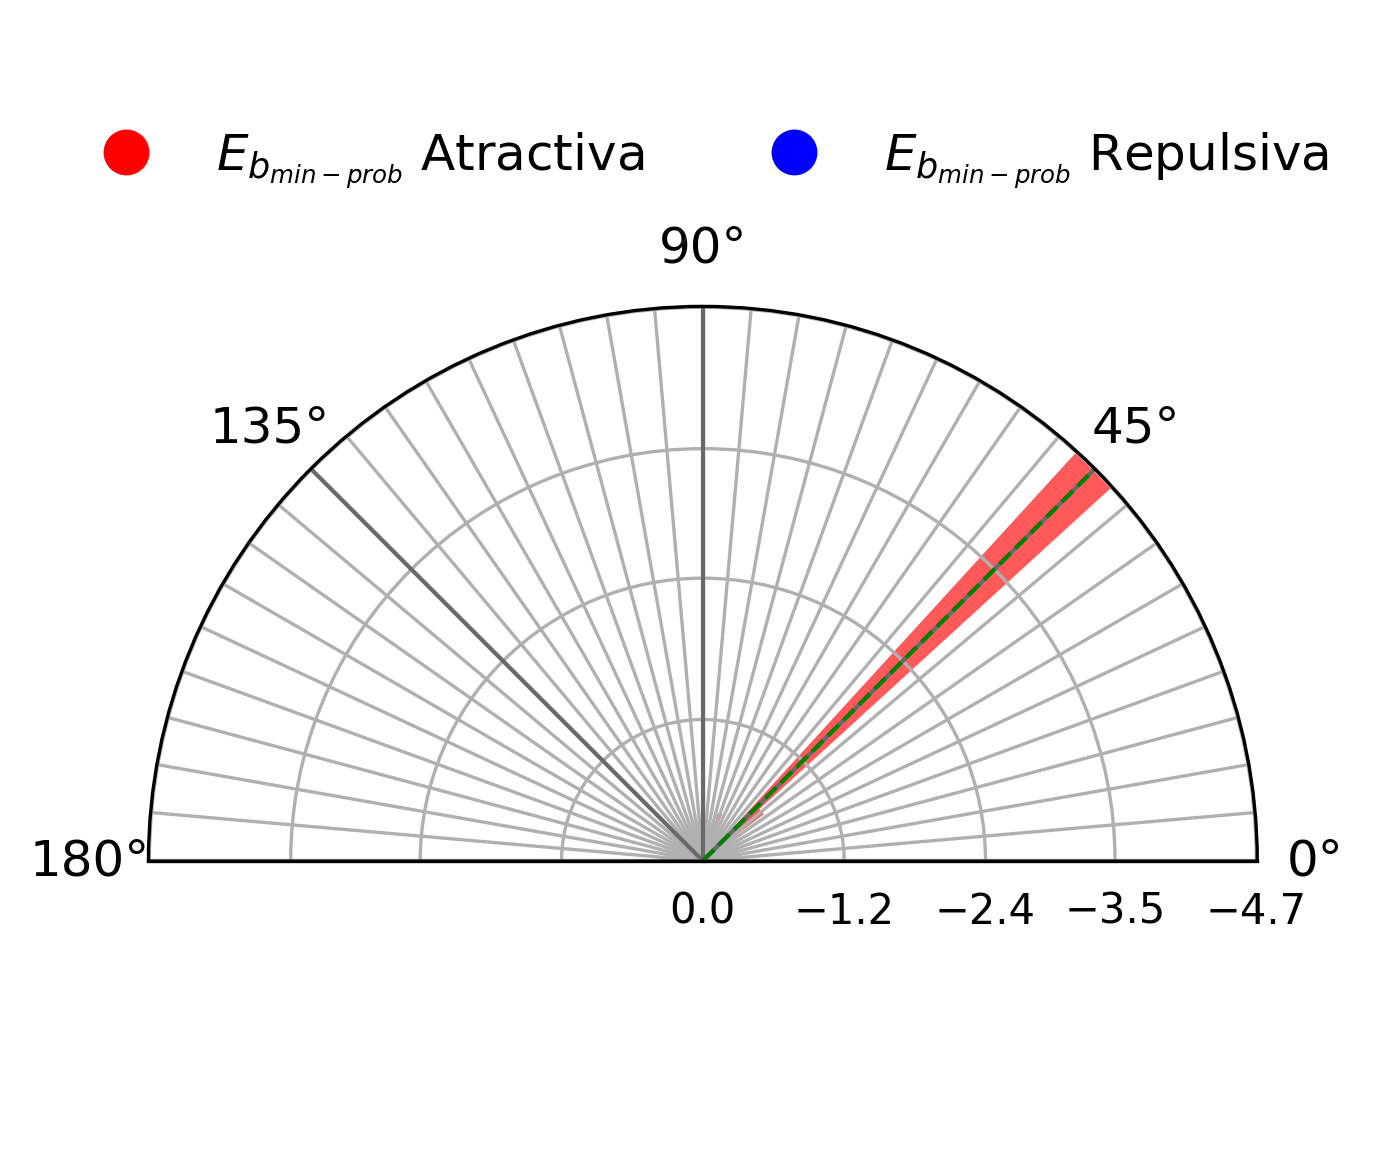 E_{b_{min-prob}} Atractiva E_{b_{min-prob}} Repulsiva
90°
135° 45°
180° 0°
0.0 −1.2 −2.4 −3.5 −4.7